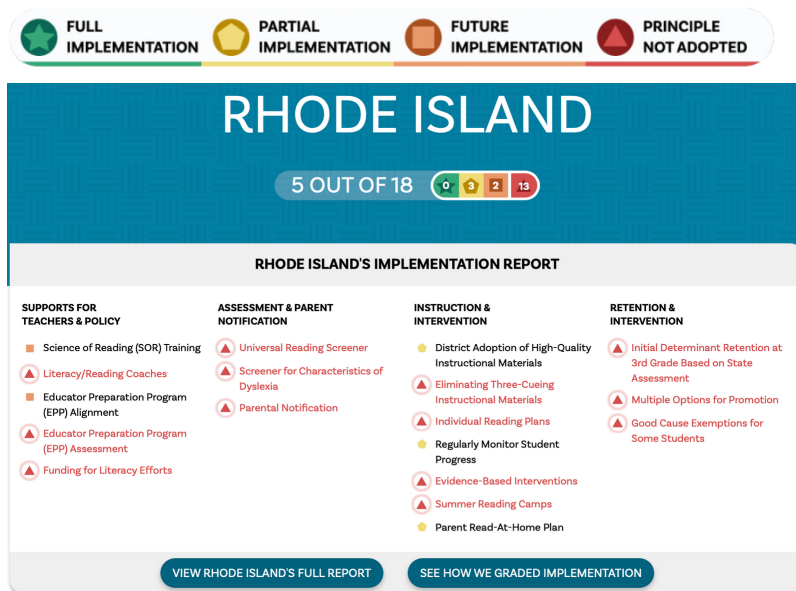 FULL
IMPLEMENTATION
PARTIAL
IMPLEMENTATION
FUTURE
IMPLEMENTATION
PRINCIPLE
NOT ADOPTED
RHODE ISLAND
5 OUT OF 18
0
3
2
13
RHODE ISLAND'S IMPLEMENTATION REPORT
SUPPORTS FOR
TEACHERS & POLICY
Science of Reading (SOR) Training
Literacy/Reading Coaches
Educator Preparation Program
(EPP) Alignment
Educator Preparation Program
(EPP) Assessment
Funding for Literacy Efforts
ASSESSMENT & PARENT
NOTIFICATION
Universal Reading Screener
Screener for Characteristics of
Dyslexia
Parental Notification
INSTRUCTION &
INTERVENTION
District Adoption of High-Quality
Instructional Materials
Eliminating Three-Cueing
Instructional Materials
Individual Reading Plans
Regularly Monitor Student
Progress
Evidence-Based Interventions
Summer Reading Camps
Parent Read-At-Home Plan
RETENTION &
INTERVENTION
Initial Determinant Retention at
3rd Grade Based on State
Assessment
Multiple Options for Promotion
Good Cause Exemptions for
Some Students
VIEW RHODE ISLAND'S FULL REPORT
SEE HOW WE GRADED IMPLEMENTATION